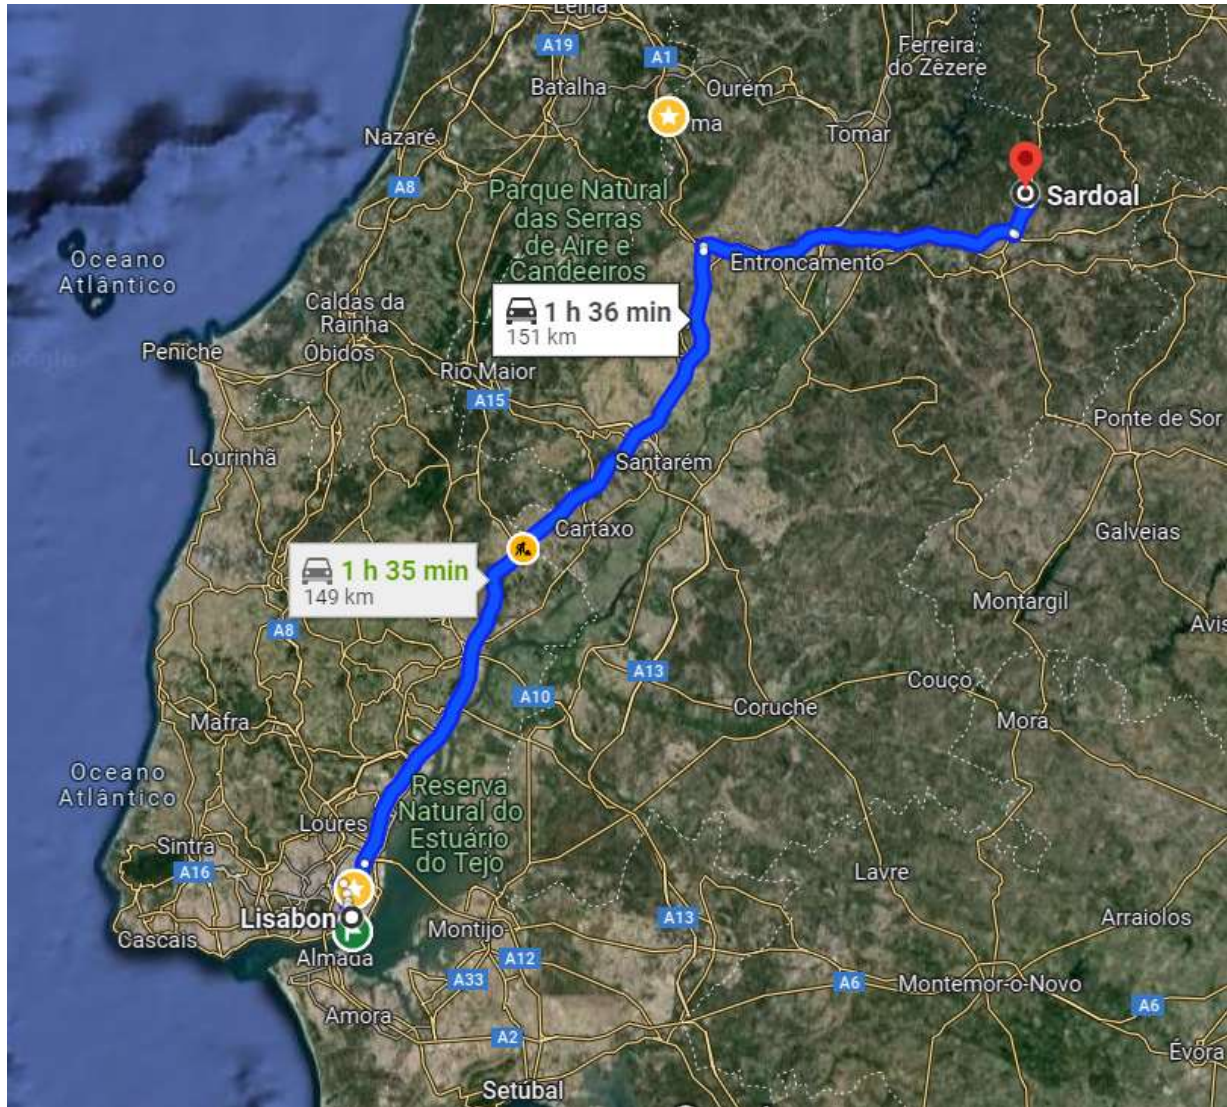 Leiria
A19
A1
Ferreira
do Zêzere
Batalha
Ourém
ma
Tomar
Nazaré
A8
Parque Natural
das Serras
de Aire e
Candeeiros
Sardoal
Oceano
Atlântico
Entroncamento
Caldas da
Rainha
1 h 36 min
151 km
Peniche
Óbidos
Rio Maior
A15
Ponte de Sor
Lourinhã
Santarém
Cartaxo
Galveias
1 h 35 min
149 km
Montargil
A8
Avis
A13
Couço
A10
Coruche
Mafra
Mora
Oceano
Atlântico
Reserva
Natural do
Estuário
do Tejo
Loures
Sintra
A16
Lavre
Lisabon
P
A13
Arraiolos
Cascais
Montijo
Almada
A12
A33
A6
Montemor-o-Novo
A6
Amora
A2
Évora
Setúbal